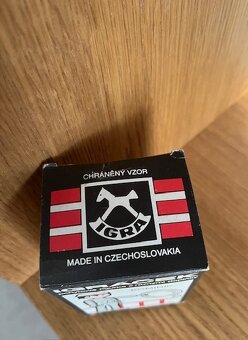 CHRÁNĚNÝ VZOR
IGRA
MADE IN CZECHOSLOVAKIA